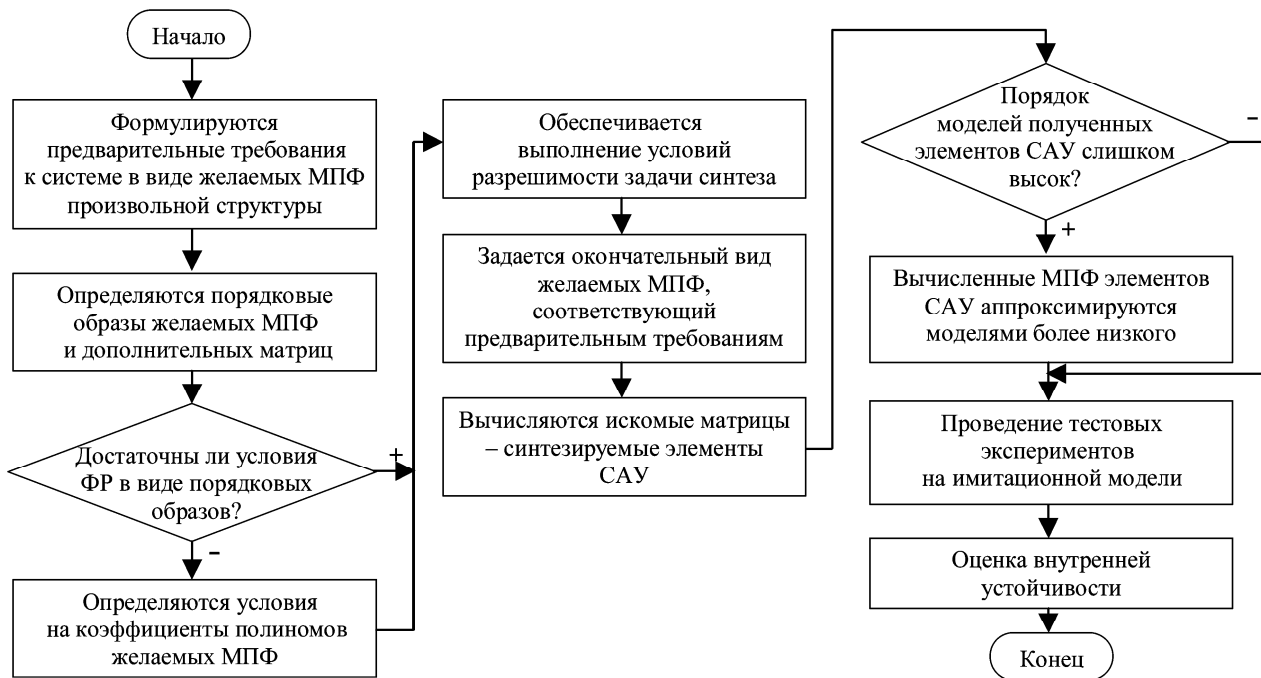 Начало
Формулируются
предварительные требования
к системе в виде желаемых МПФ
произвольной структуры
Определяются порядковые
образы желаемых МПФ
и дополнительных матриц
Достаточны ли условия
ФР в виде порядковых
образов?
+
-
Определяются условия
на коэффициенты полиномов
желаемых МПФ
Обеспечивается
выполнение условий
разрешимости задачи синтеза
Задается окончательный вид
желаемых МПФ,
соответствующий
предварительным требованиям
Вычисляются искомые матрицы
– синтезируемые элементы
САУ
Порядок
моделей полученных
элементов САУ слишком
высок?
-
+
Вычисленные МПФ элементов
САУ аппроксимируются
моделями более низкого
Проведение тестовых
экспериментов
на имитационной модели
Оценка внутренней
устойчивости
Конец